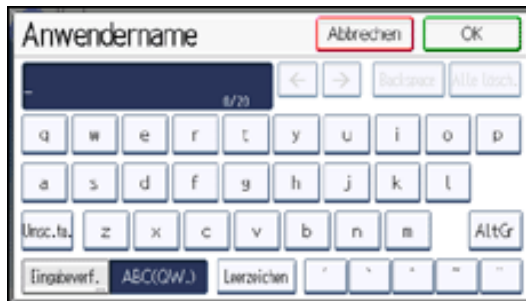 Anwendername Abbrechen OK
_ 0/20 ← → Backspace Alle lösch.
q w e r t y u i o p
a s d f g h j k l
Umsc.ta. z x c v b n m AltGr
Eingabeverf. ABC(QW.) Leerzeichen ´ ` ^ ~ ¨